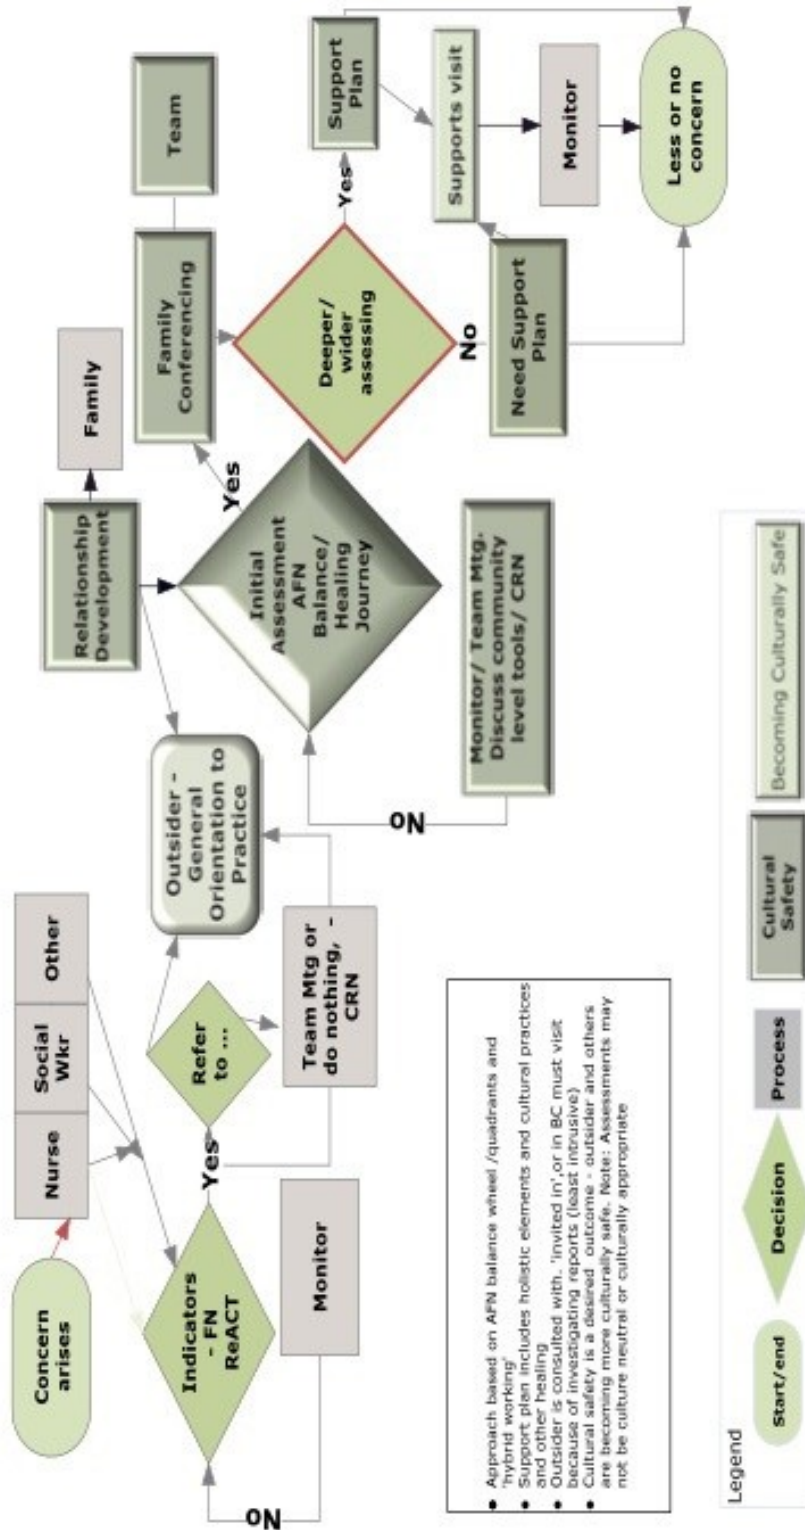 Concern
arises
Nurse
Social
Wkr
Other
Indicators
- FN
ReACT
No
Monitor
Yes
Refer
to ...
Team Mtg or
do nothing, -
CRN
Outsider -
General
Orientation to
Practice
Relationship
Development
Family
Initial
Assessment
AFN
Balance/
Healing
Journey
No
Monitor/ Team Mtg.
Discuss community
level tools/ CRN
Yes
Family
Conferencing
Team
Deeper/
wider
assessing
Yes
Support
Plan
Supports visit
Monitor
Less or no
concern
No
Need Support
Plan
• Approach based on AFN balance wheel /quadrants and
'hybrid working'
• Support plan includes holistic elements and cultural practices
and other healing
• Outsider is consulted with. 'invited in',or in BC must visit
because of investigating reports (least intrusive)
• Cultural safety is a desired outcome - outsider and others
are becoming more culturally safe. Note: Assessments may
not be culture neutral or culturally appropriate
Legend
Start/end
Decision
Process
Cultural
Safety
Becoming Culturally Safe